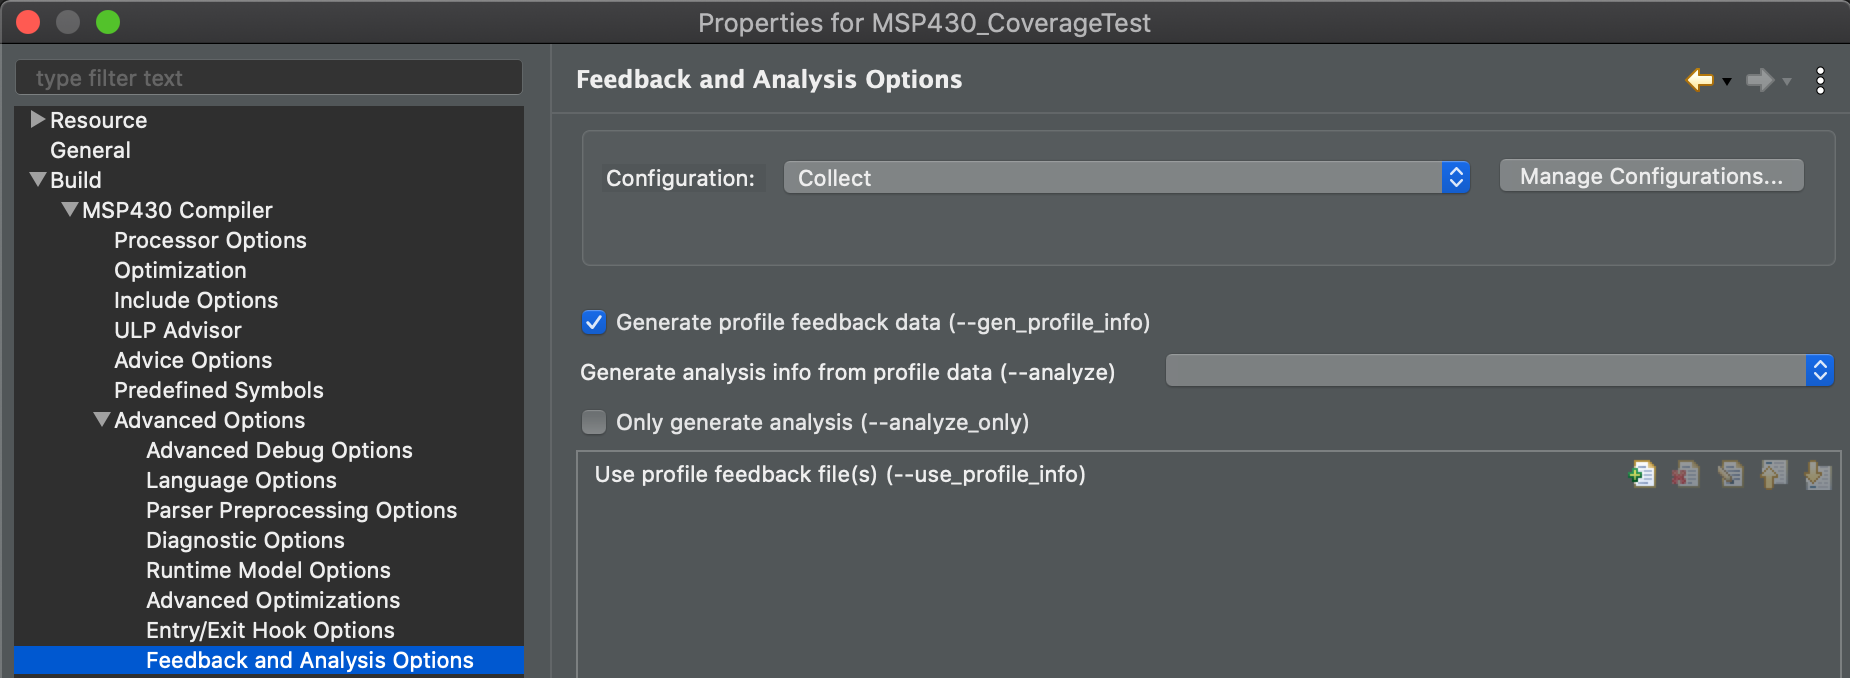 Properties for MSP430_CoverageTest
type filter text
Resource
General
Build
MSP430 Compiler
Processor Options
Optimization
Include Options
ULP Advisor
Advice Options
Predefined Symbols
Advanced Options
Advanced Debug Options
Language Options
Parser Preprocessing Options
Diagnostic Options
Runtime Model Options
Advanced Optimizations
Entry/Exit Hook Options
Feedback and Analysis Options
Feedback and Analysis Options
Configuration: Collect Manage Configurations...
Generate profile feedback data (--gen_profile_info)
Generate analysis info from profile data (--analyze)
Only generate analysis (--analyze_only)
Use profile feedback file(s) (--use_profile_info)